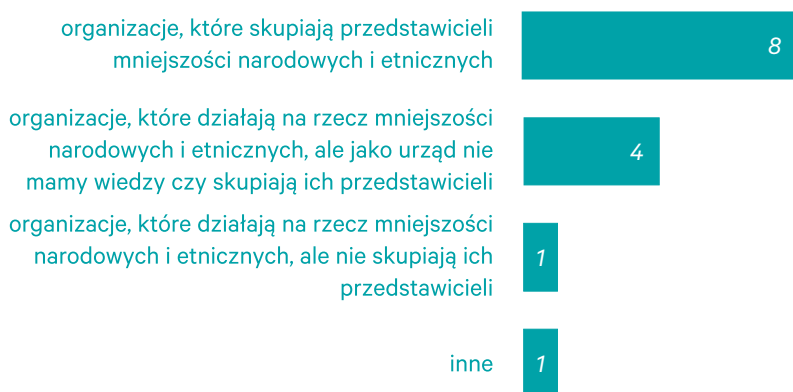 organizacje, które skupiają przedstawicieli
mniejszości narodowych i etnicznych
8
organizacje, które działają na rzecz mniejszości
narodowych i etnicznych, ale jako urząd nie
mamy wiedzy czy skupiają ich przedstawicieli
4
organizacje, które działają na rzecz mniejszości
narodowych i etnicznych, ale nie skupiają ich
przedstawicieli
1
inne
1